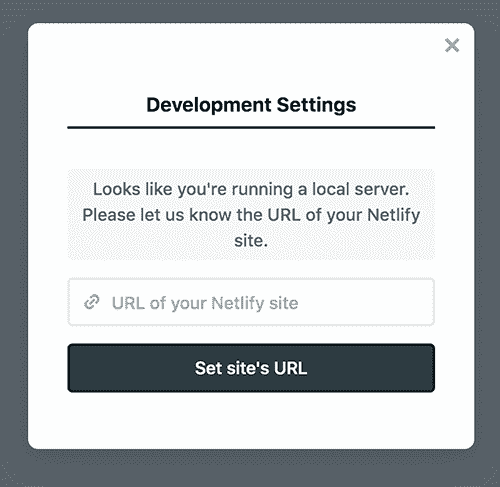 Development Settings
Looks like you're running a local server.
Please let us know the URL of your Netlify
site.
URL of your Netlify site
Set site's URL